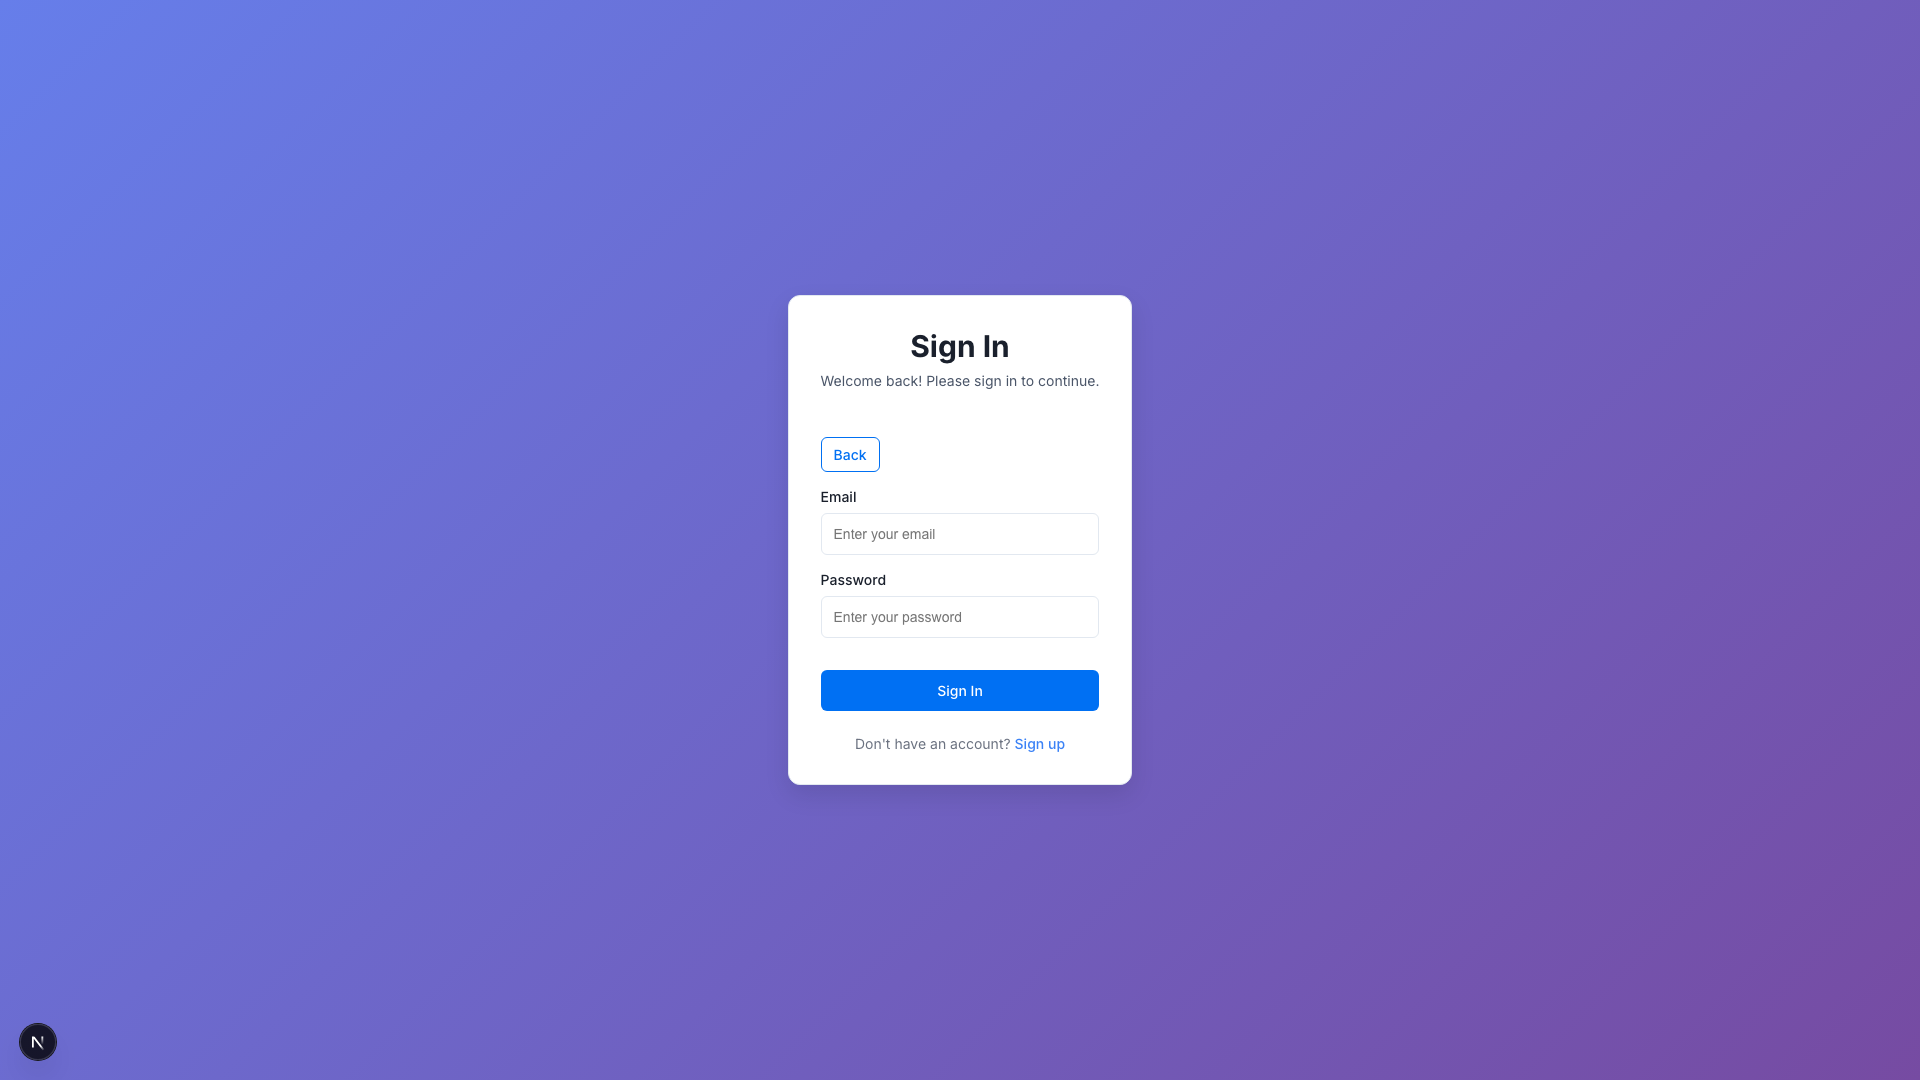 Sign In
Welcome back! Please sign in to continue.
Back
Email
Enter your email
Password
Enter your password
Sign In
Don't have an account? Sign up
N